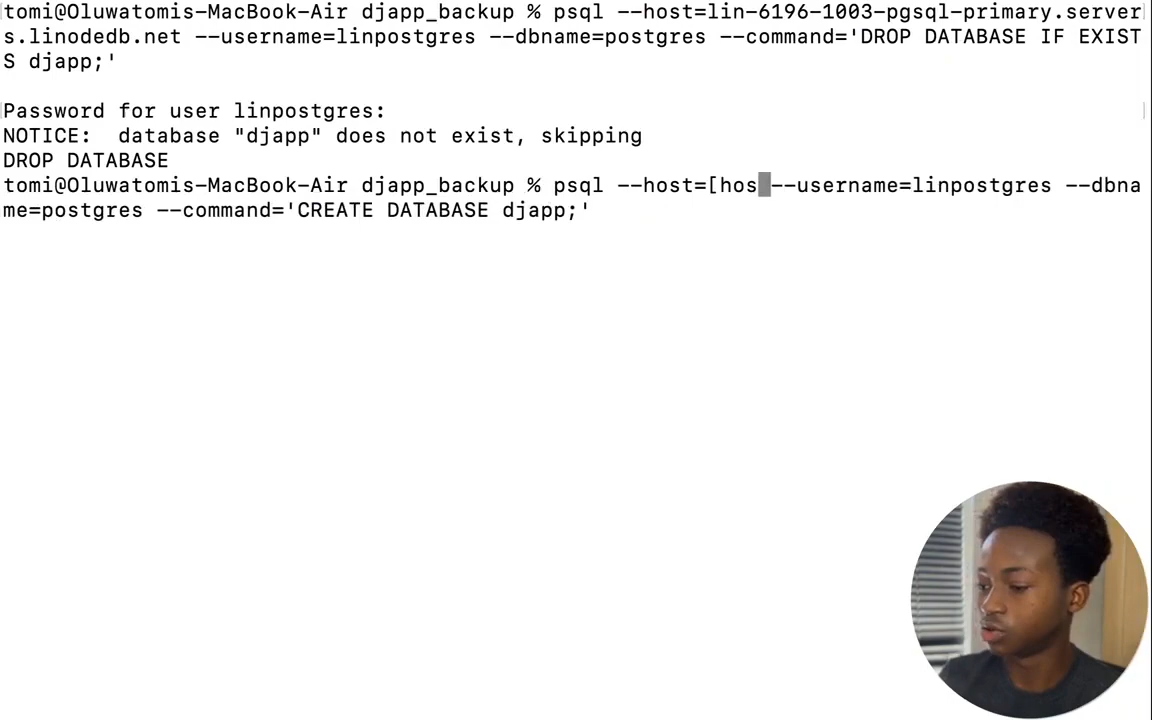 tomi@Oluwatomis-MacBook-Air djapp_backup % psql --host=lin-6196-1003-pgsql-primary.server
s.linodedb.net --username=linpostgres --dbname=postgres --command='DROP DATABASE IF EXIST
S djapp;'
Password for user linpostgres:
NOTICE:  database "djapp" does not exist, skipping
DROP DATABASE
tomi@Oluwatomis-MacBook-Air djapp_backup % psql --host=[hos --username=linpostgres --dbna
me=postgres --command='CREATE DATABASE djapp;'